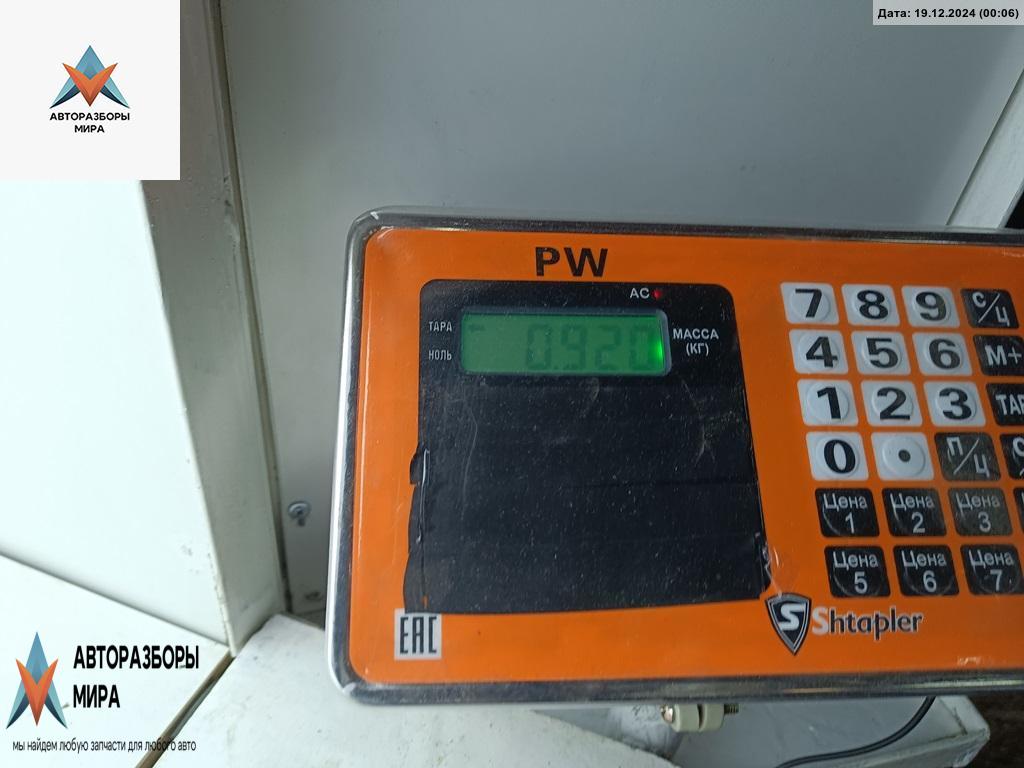 Дата: 19.12.2024 (00:06)
АВТОРАЗБОРЫ
МИРА
PW
AC
ТАРА
НОЛЬ
0.920
МАССА
(КГ)
7 8 9 С/Ц
4 5 6 М+
1 2 3
0 . П/Ц
Цена 1 Цена 2 Цена 3
Цена 5 Цена 6 Цена 7
S Shtapler
EAC
АВТОРАЗБОРЫ
МИРА
мы найдем любую запчасти для любого авто